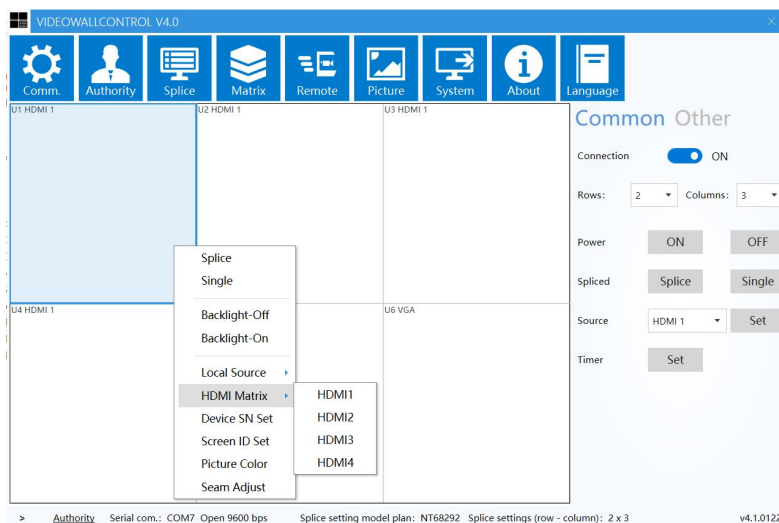 VIDEOWALLCONTROL V4.0
Comm. Authority Splice Matrix Remote Picture System About Language
U1 HDMI 1 U2 HDMI 1 U3 HDMI 1
Common Other
Connection ON
Rows: 2 Columns: 3
Power ON OFF
Spliced Splice Single
Source HDMI 1 Set
Timer Set
Splice
Single
Backlight-Off
Backlight-On
Local Source
HDMI Matrix
Device SN Set
Screen ID Set
Picture Color
Seam Adjust
HDMI1
HDMI2
HDMI3
HDMI4
U4 HDMI 1 U6 VGA
> Authority Serial com.: COM7 Open 9600 bps Splice setting model plan: NT68292 Splice settings (row - column): 2 x 3 v4.1.0122